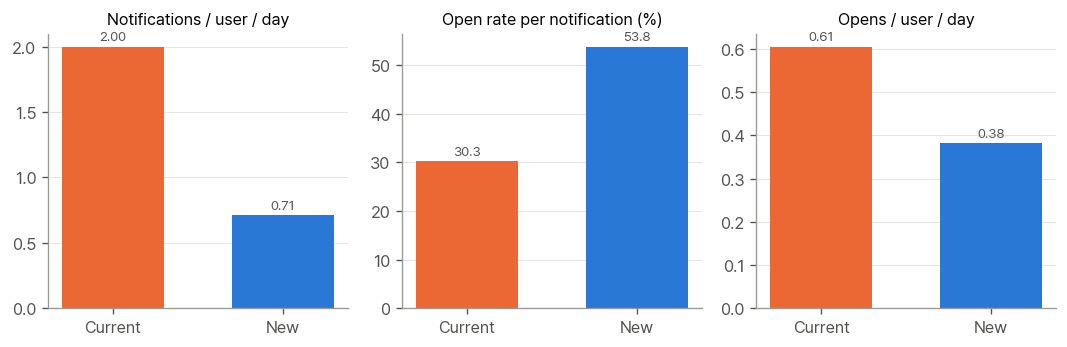 Notifications / user / day
2.0
1.5
1.0
0.5
0.0
2.00
0.71
Current
New
Open rate per notification (%)
50
40
30
20
10
0
30.3
53.8
Current
New
Opens / user / day
0.6
0.5
0.4
0.3
0.2
0.1
0.0
0.61
0.38
Current
New